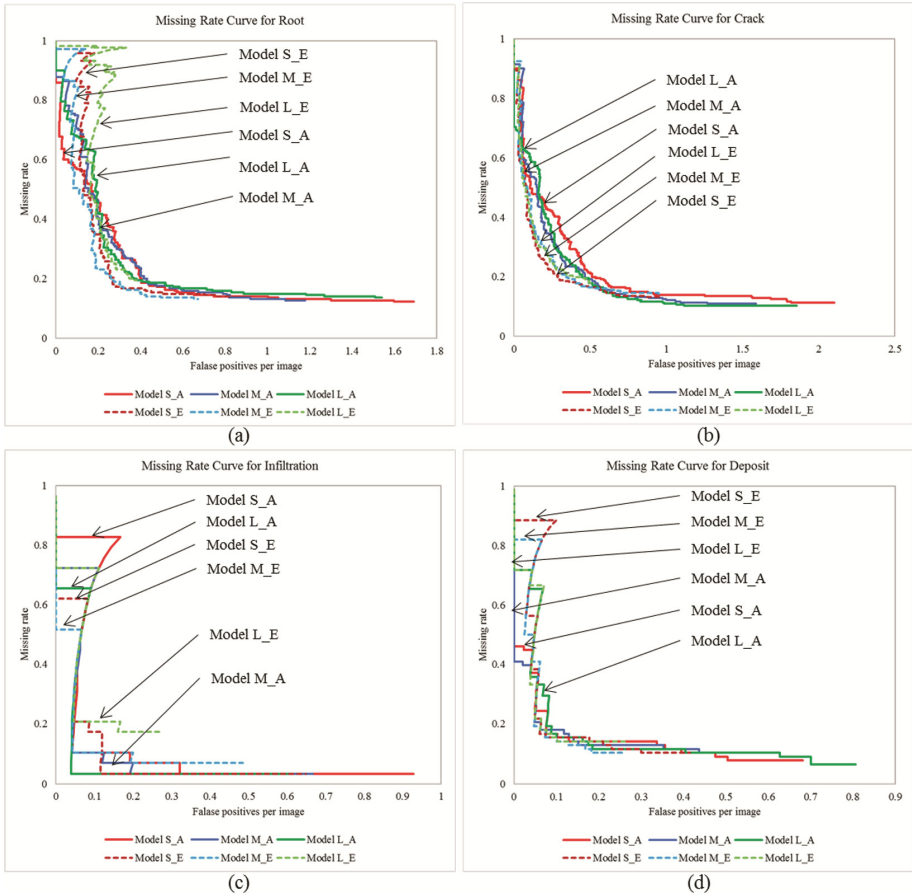 Missing Rate Curve for Root
1
0.8
0.6
0.4
0.2
0
Missing rate
Model S_E
Model M_E
Model L_E
Model S_A
Model L_A
Model M_A
0 0.2 0.4 0.6 0.8 1 1.2 1.4 1.6 1.8
Falase positives per image
Model S_A Model M_A Model L_A
Model S_E Model M_E Model L_E
(a)
Missing Rate Curve for Crack
1
0.8
0.6
0.4
0.2
0
Missing rate
Model L_A
Model M_A
Model S_A
Model L_E
Model M_E
Model S_E
0 0.5 1 1.5 2 2.5
Falase positives per image
Model S_A Model M_A Model L_A
Model S_E Model M_E Model L_E
(b)
Missing Rate Curve for Infiltration
1
0.8
0.6
0.4
0.2
0
Missing rate
Model S_A
Model L_A
Model S_E
Model M_E
Model L_E
Model M_A
0 0.1 0.2 0.3 0.4 0.5 0.6 0.7 0.8 0.9 1
Falase positives per image
Model S_A Model M_A Model L_A
Model S_E Model M_E Model L_E
(c)
Missing Rate Curve for Deposit
1
0.8
0.6
0.4
0.2
0
Missing rate
Model S_E
Model M_E
Model L_E
Model M_A
Model S_A
Model L_A
0 0.1 0.2 0.3 0.4 0.5 0.6 0.7 0.8 0.9
Falase positives per image
Model S_A Model M_A Model L_A
Model S_E Model M_E Model L_E
(d)